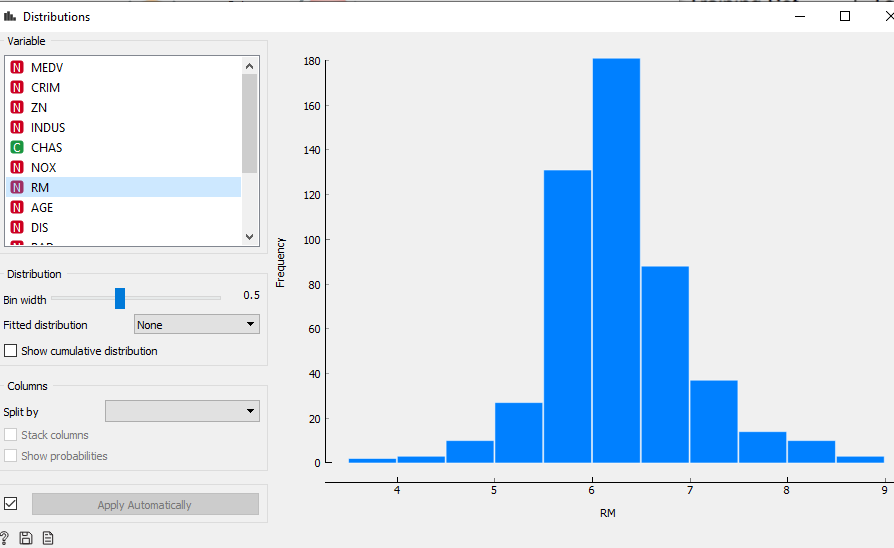 Distributions
Variable
N MEDV
N CRIM
N ZN
N INDUS
C CHAS
N NOX
N RM
N AGE
N DIS
Distribution
Bin width 0.5
Fitted distribution None
Show cumulative distribution
Columns
Split by
Stack columns
Show probabilities
Apply Automatically
?
Frequency
180
160
140
120
100
80
60
40
20
0
4 5 6 7 8 9
RM